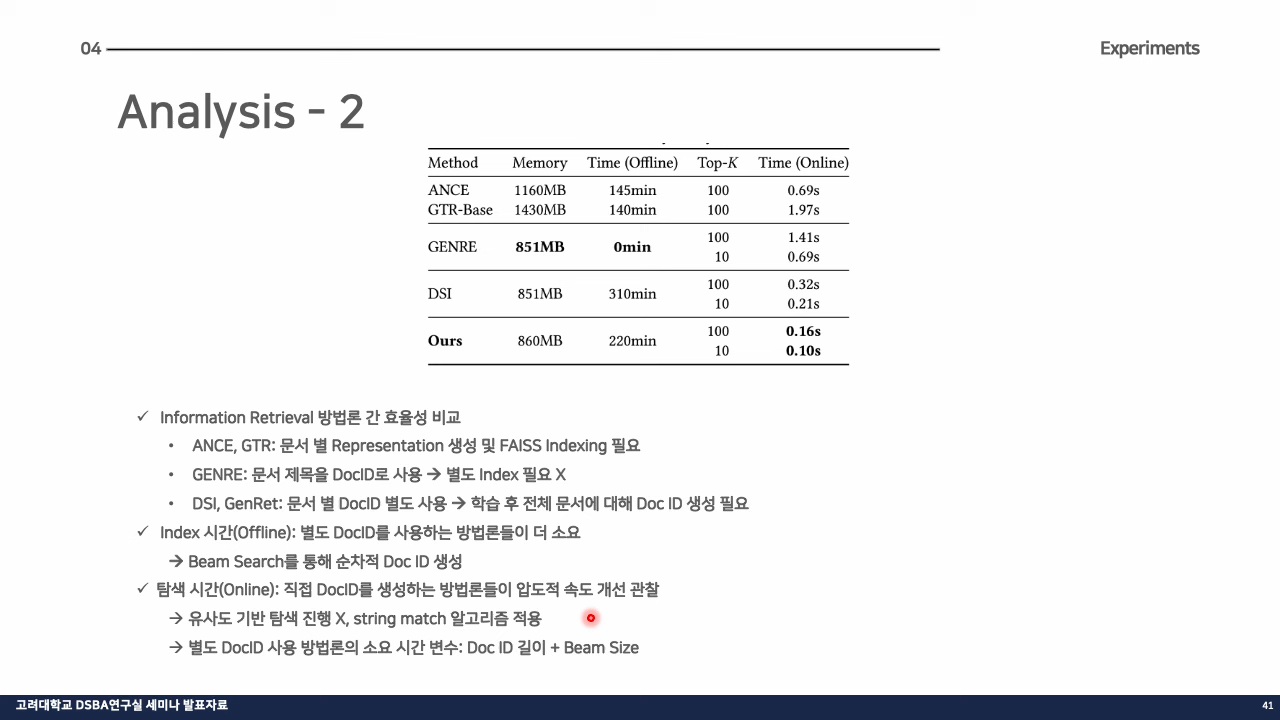 04
Experiments
Analysis - 2
Method Memory Time (Offline) Top-K Time (Online)
ANCE 1160MB 145min 100 0.69s
GTR-Base 1430MB 140min 100 1.97s
GENRE 851MB 0min 100 1.41s
10 0.69s
DSI 851MB 310min 100 0.32s
10 0.21s
Ours 860MB 220min 100 0.16s
10 0.10s
✓ Information Retrieval 방법론 간 효율성 비교
• ANCE, GTR: 문서 별 Representation 생성 및 FAISS Indexing 필요
• GENRE: 문서 제목을 DocID로 사용 → 별도 Index 필요 X
• DSI, GenRet: 문서 별 DocID 별도 사용 → 학습 후 전체 문서에 대해 Doc ID 생성 필요
✓ Index 시간(Offline): 별도 DocID를 사용하는 방법론들이 더 소요
→ Beam Search를 통해 순차적 Doc ID 생성
✓ 탐색 시간(Online): 직접 DocID를 생성하는 방법론들이 압도적 속도 개선 관찰
→ 유사도 기반 탐색 진행 X, string match 알고리즘 적용
→ 별도 DocID 사용 방법론의 소요 시간 변수: Doc ID 길이 + Beam Size
고려대학교 DSBA연구실 세미나 발표자료
41